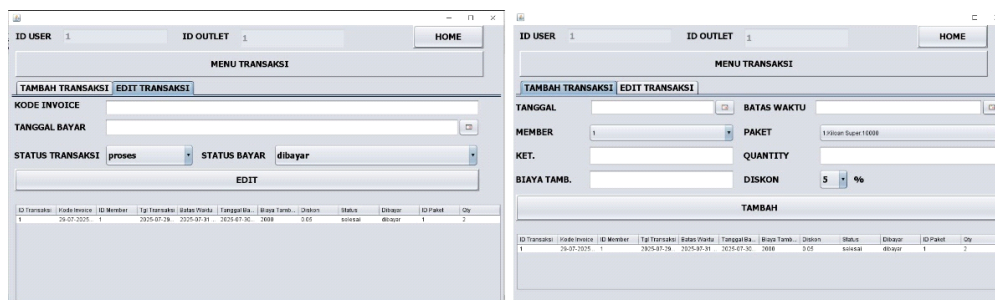 ID USER 1 ID OUTLET 1 HOME
MENU TRANSAKSI
TAMBAH TRANSAKSI EDIT TRANSAKSI
KODE INVOICE
TANGGAL BAYAR
STATUS TRANSAKSI proses STATUS BAYAR dibayar
EDIT
ID Transaksi Kode Invoice ID Member Tgl Transaksi Batas Waktu Tanggal Ba... Biaya Tamb... Diskon Status Dibayar ID Paket Qty
1 29-07-2025... 1 2025-07-29... 2025-07-31... 2025-07-30... 2000 0.05 selesai dibayar 1 2
ID USER 1 ID OUTLET 1 HOME
MENU TRANSAKSI
TAMBAH TRANSAKSI EDIT TRANSAKSI
TANGGAL BATAS WAKTU
MEMBER 1 PAKET 1:Kiloan Super:10000
KET. QUANTITY
BIAYA TAMB. DISKON 5 %
TAMBAH
ID Transaksi Kode Invoice ID Member Tgl Transaksi Batas Waktu Tanggal Ba... Biaya Tamb... Diskon Status Dibayar ID Paket Qty
1 29-07-2025... 1 2025-07-29... 2025-07-31... 2025-07-30... 2000 0.05 selesai dibayar 1 2